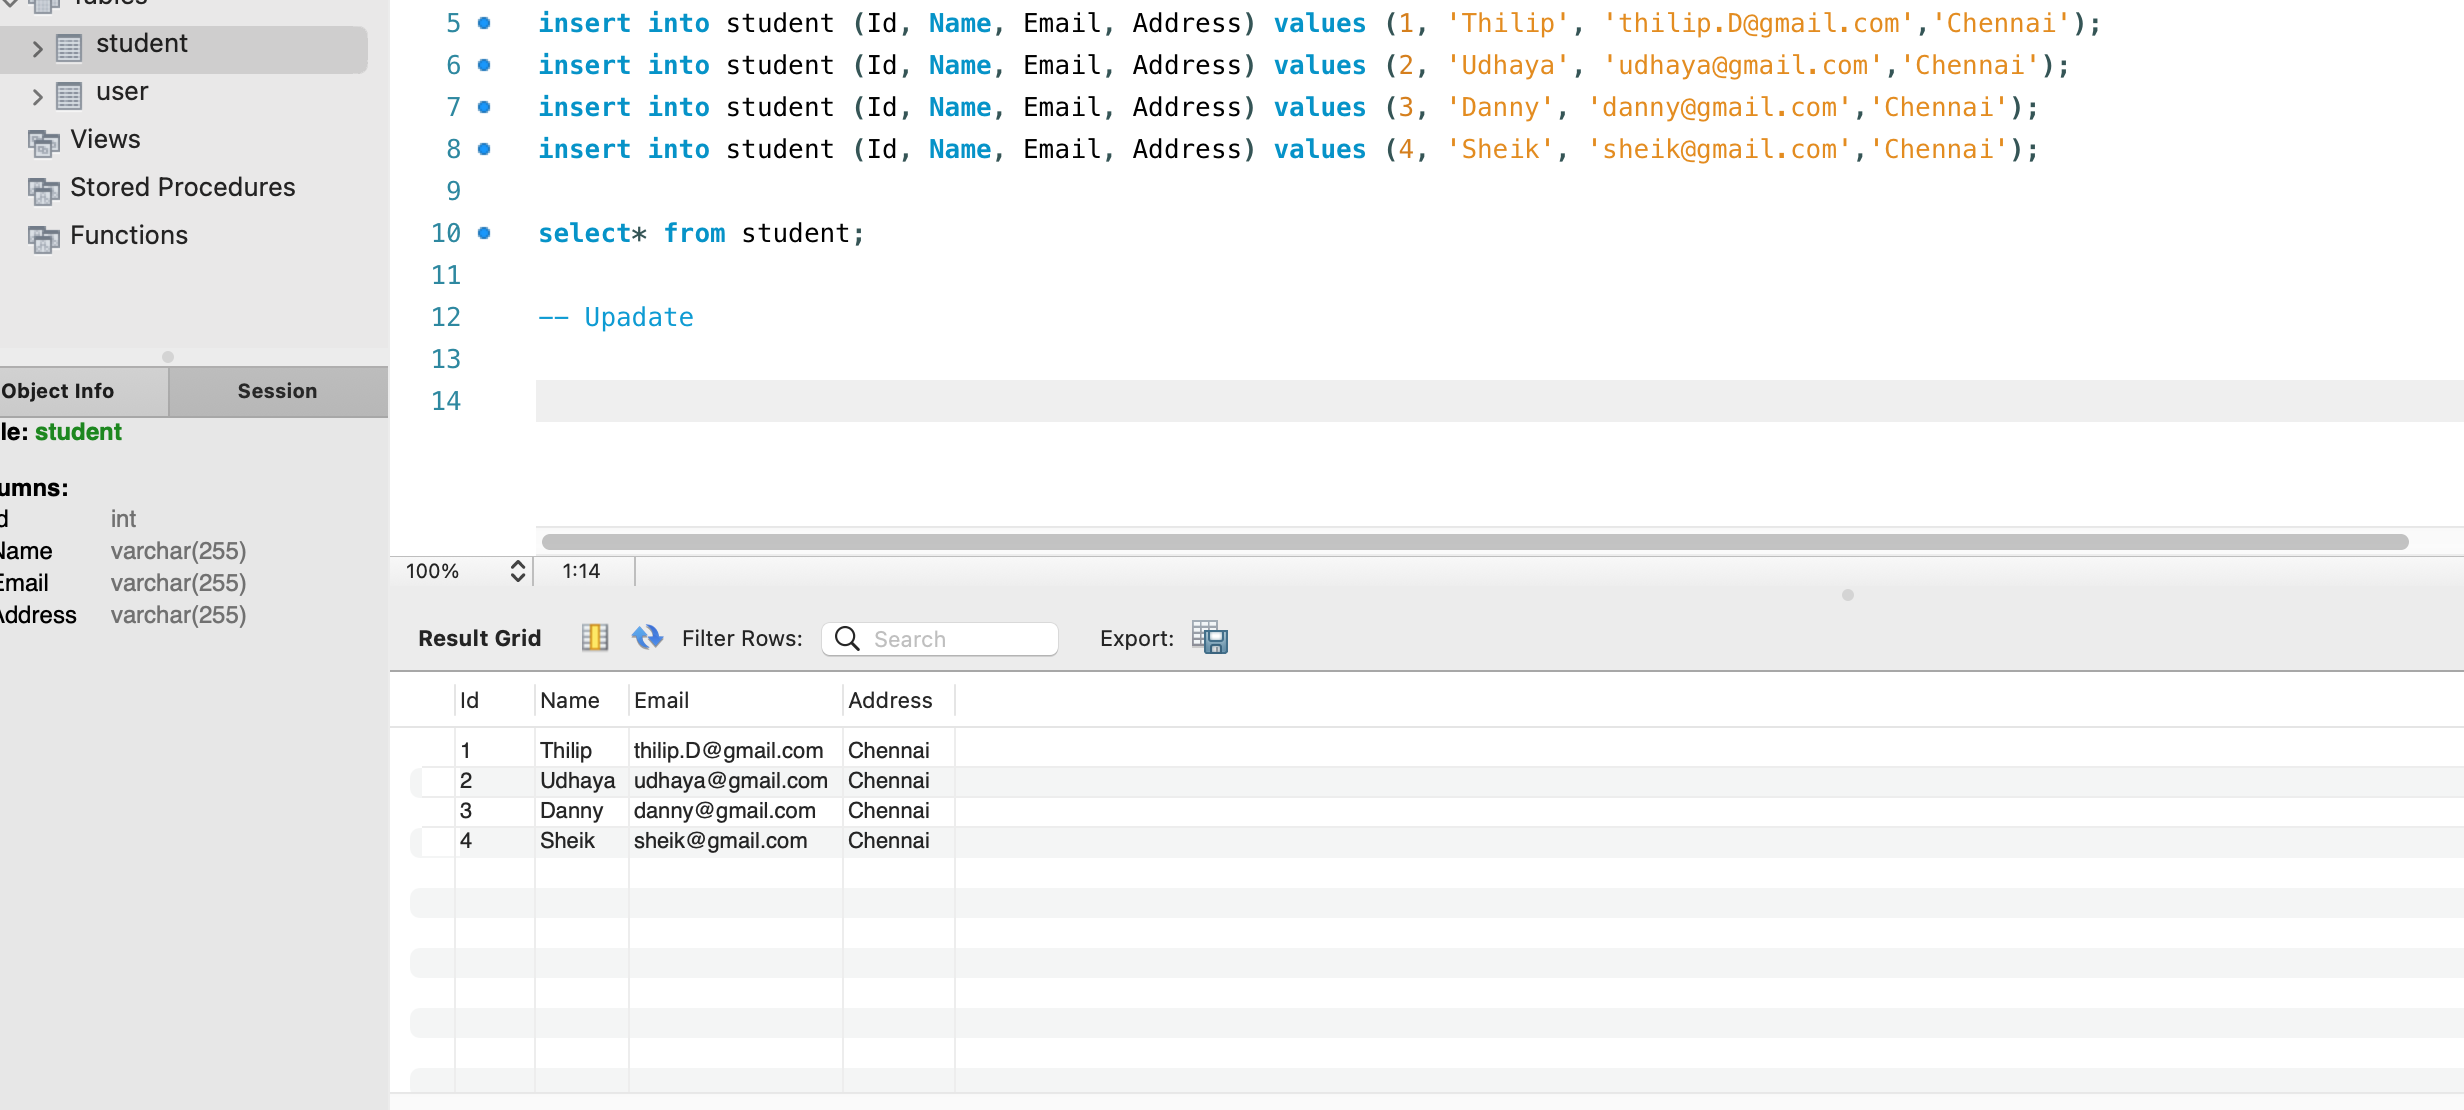 student
user
Views
Stored Procedures
Functions
Object Info Session
le: student
umns:
d int
Name varchar(255)
Email varchar(255)
Address varchar(255)
5 insert into student (Id, Name, Email, Address) values (1, 'Thilip', 'thilip.D@gmail.com','Chennai');
6 insert into student (Id, Name, Email, Address) values (2, 'Udhaya', 'udhaya@gmail.com','Chennai');
7 insert into student (Id, Name, Email, Address) values (3, 'Danny', 'danny@gmail.com','Chennai');
8 insert into student (Id, Name, Email, Address) values (4, 'Sheik', 'sheik@gmail.com','Chennai');
9
10 select* from student;
11
12 -- Upadate
13
14
100% 1:14
Result Grid Filter Rows: Search Export:
Id Name Email Address
1 Thilip thilip.D@gmail.com Chennai
2 Udhaya udhaya@gmail.com Chennai
3 Danny danny@gmail.com Chennai
4 Sheik sheik@gmail.com Chennai